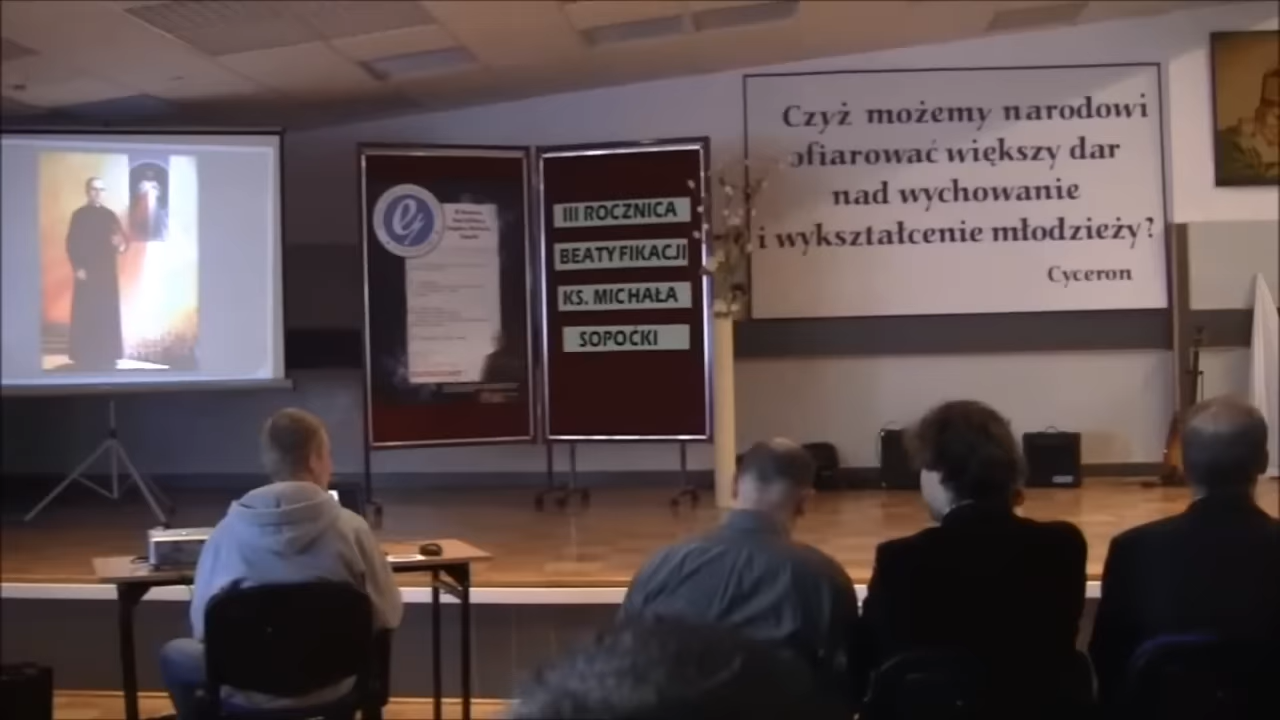 III ROCZNICA
BEATYFIKACJI
KS. MICHAŁA
SOPOĆKI
Czyż możemy narodowi
ofiarować większy dar
nad wychowanie
i wykształcenie młodzieży?
Cyceron